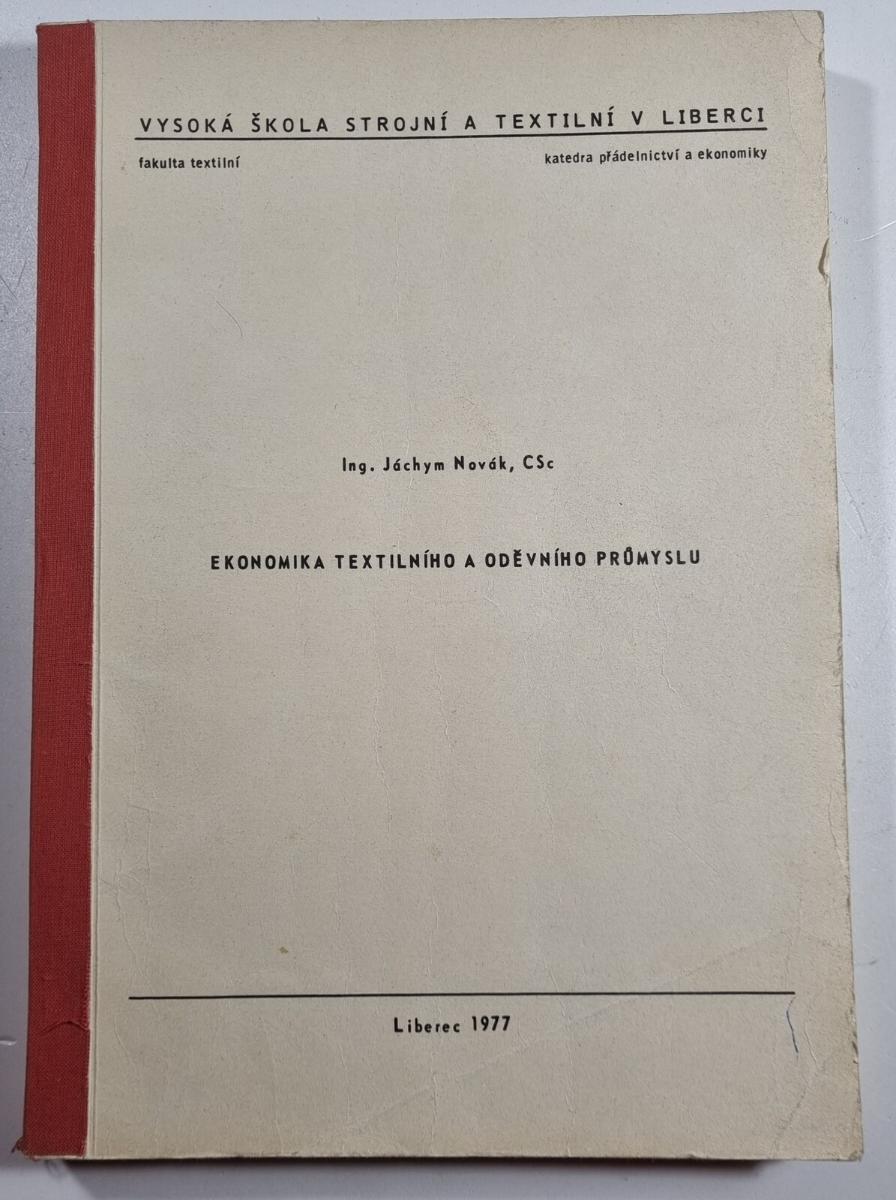 VYSOKÁ ŠKOLA STROJNÍ A TEXTILNÍ V LIBERCI
fakulta textilní katedra přádelnictví a ekonomiky
Ing. Jáchym Novák, CSc
EKONOMIKA TEXTILNÍHO A ODĚVNÍHO PRŮMYSLU
Liberec 1977